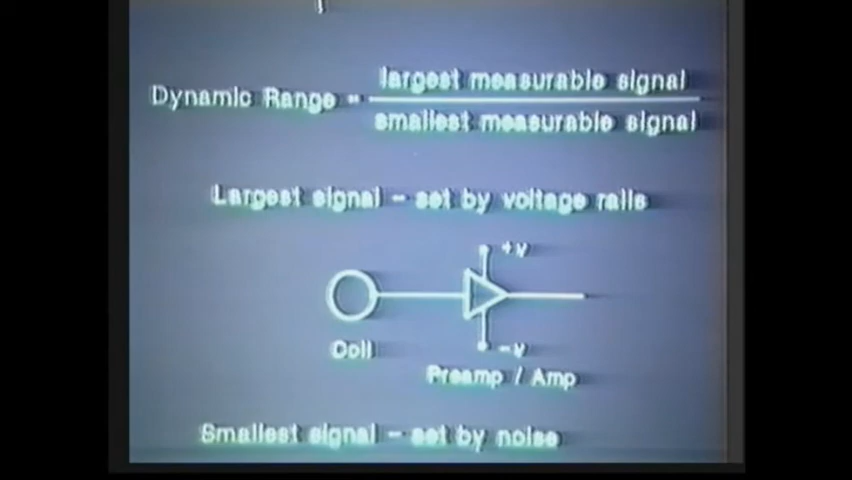 largest measurable signal
Dynamic Range =
smallest measurable signal
Largest signal - set by voltage rails
+v
Coil
-v
Preamp / Amp
Smallest signal - set by noise